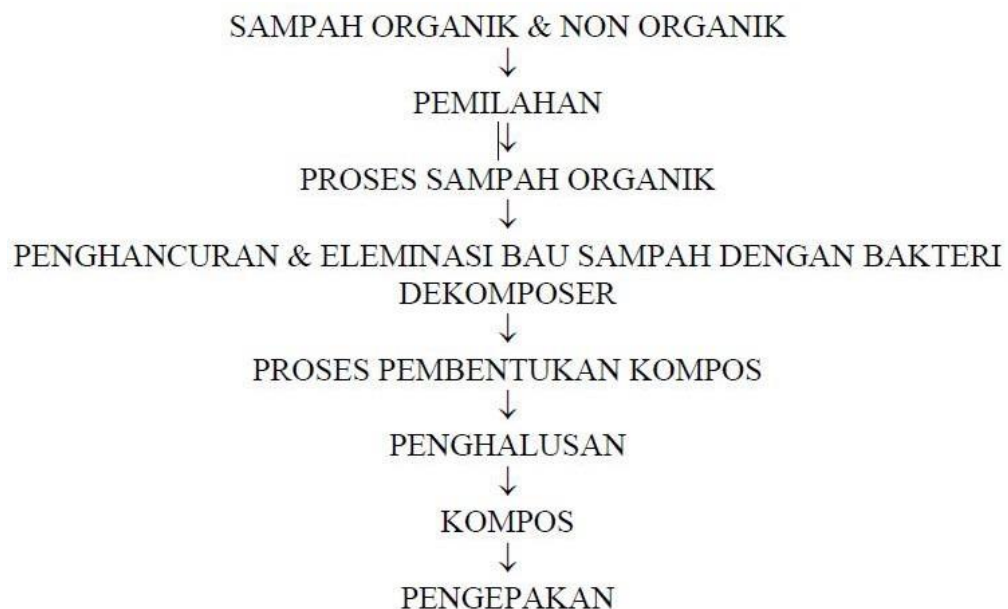 SAMPAH ORGANIK & NON ORGANIK
↓
PEMILAHAN
↓
PROSES SAMPAH ORGANIK
↓
PENGHANCURAN & ELEMINASI BAU SAMPAH DENGAN BAKTERI
DEKOMPOSER
↓
PROSES PEMBENTUKAN KOMPOS
↓
PENGHALUSAN
↓
KOMPOS
↓
PENGEPAKAN